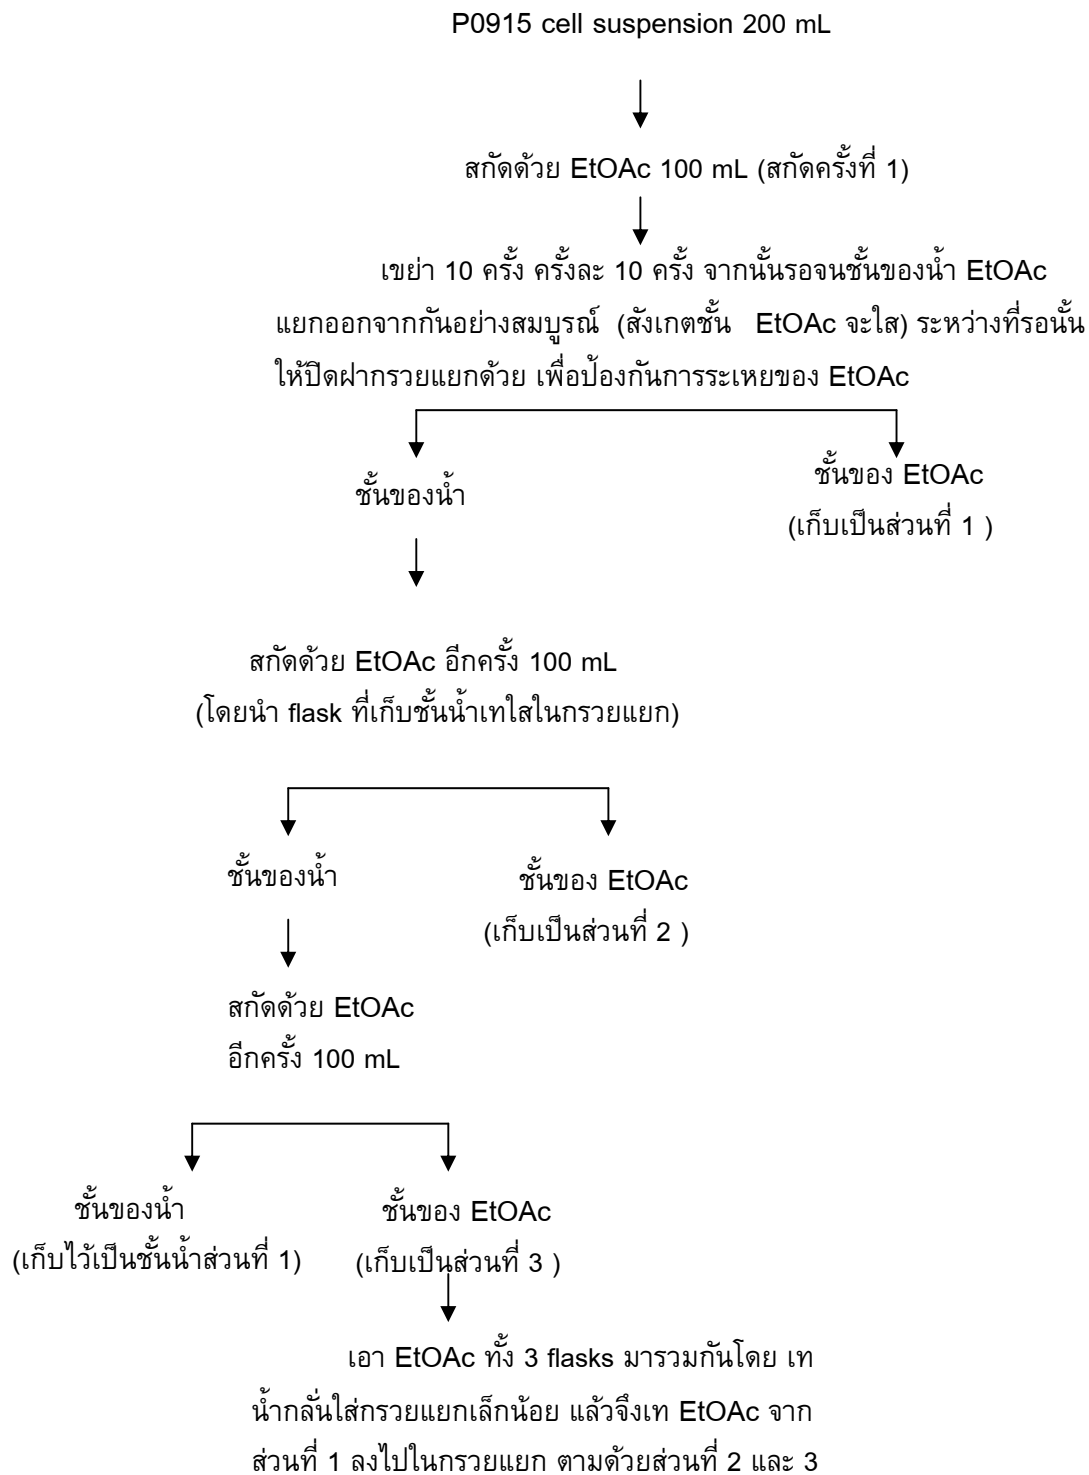 P0915 cell suspension 200 mL
สกัดด้วย EtOAc 100 mL (สกัดครั้งที่ 1)
เขย่า 10 ครั้ง ครั้งละ 10 ครั้ง จากนั้นรอจนชั้นของน้ำ EtOAc
แยกออกจากกันอย่างสมบูรณ์ (สังเกตชั้น EtOAc จะใส) ระหว่างที่รอนั้น
ให้ปิดฝากรวยแยกด้วย เพื่อป้องกันการระเหยของ EtOAc
ชั้นของน้ำ
ชั้นของ EtOAc
(เก็บเป็นส่วนที่ 1 )
สกัดด้วย EtOAc อีกครั้ง 100 mL
(โดยนำ flask ที่เก็บชั้นน้ำเทใสในกรวยแยก)
ชั้นของน้ำ
ชั้นของ EtOAc
(เก็บเป็นส่วนที่ 2 )
สกัดด้วย EtOAc
อีกครั้ง 100 mL
ชั้นของน้ำ
(เก็บไว้เป็นชั้นน้ำส่วนที่ 1)
ชั้นของ EtOAc
(เก็บเป็นส่วนที่ 3 )
เอา EtOAc ทั้ง 3 flasks มารวมกันโดย เท
น้ำกลั่นใส่กรวยแยกเล็กน้อย แล้วจึงเท EtOAc จาก
ส่วนที่ 1 ลงไปในกรวยแยก ตามด้วยส่วนที่ 2 และ 3